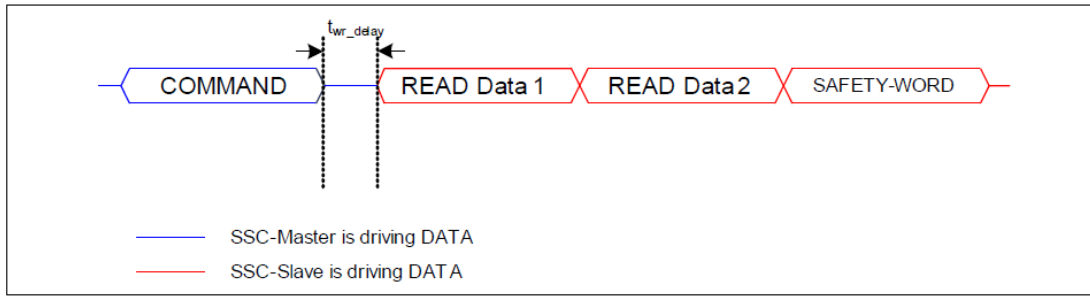 twr_delay
COMMAND READ Data 1 READ Data 2 SAFETY-WORD
SSC-Master is driving DATA
SSC-Slave is driving DATA